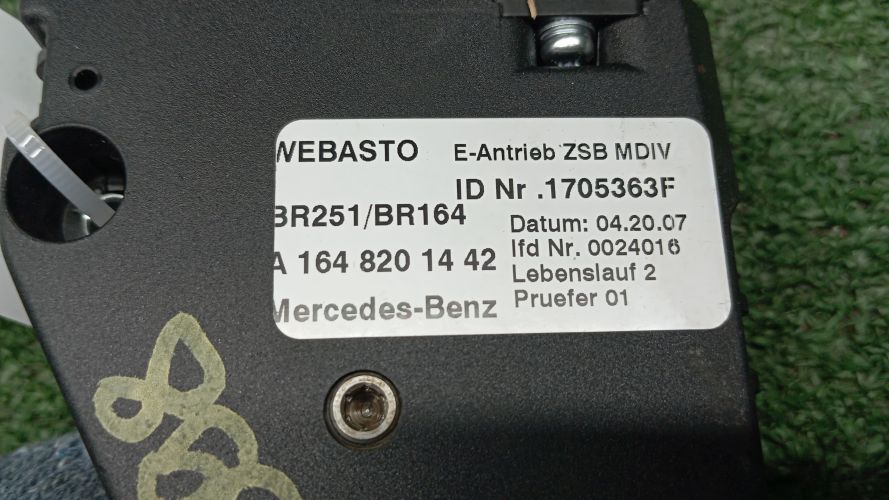 WEBASTO E-Antrieb ZSB MDIV
ID Nr .1705363F
BR251/BR164
Datum: 04.20.07
A 164 820 14 42
lfd Nr. 0024016
Lebenslauf 2
Mercedes-Benz
Pruefer 01